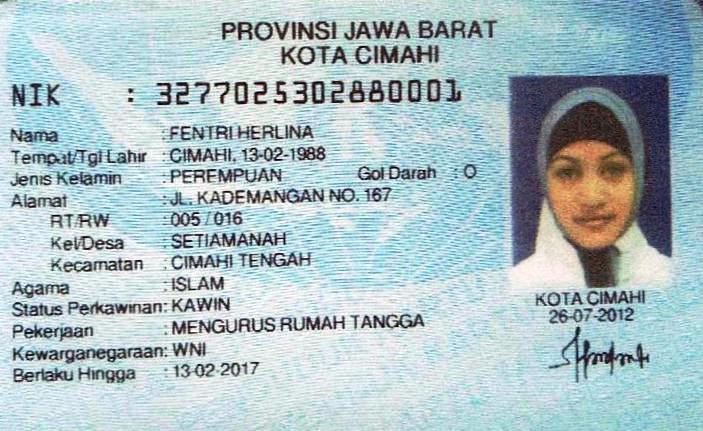 PROVINSI JAWA BARAT
KOTA CIMAHI
NIK : 3277025302880001
Nama : FENTRI HERLINA
Tempat/Tgl Lahir : CIMAHI, 13-02-1988
Jenis Kelamin : PEREMPUAN Gol Darah : O
Alamat : JL. KADEMANGAN NO. 167
RT/RW : 005 / 016
Kel/Desa : SETIAMANAH
Kecamatan : CIMAHI TENGAH
Agama : ISLAM
Status Perkawinan: KAWIN
Pekerjaan : MENGURUS RUMAH TANGGA
Kewarganegaraan: WNI
Berlaku Hingga : 13-02-2017
KOTA CIMAHI
26-07-2012